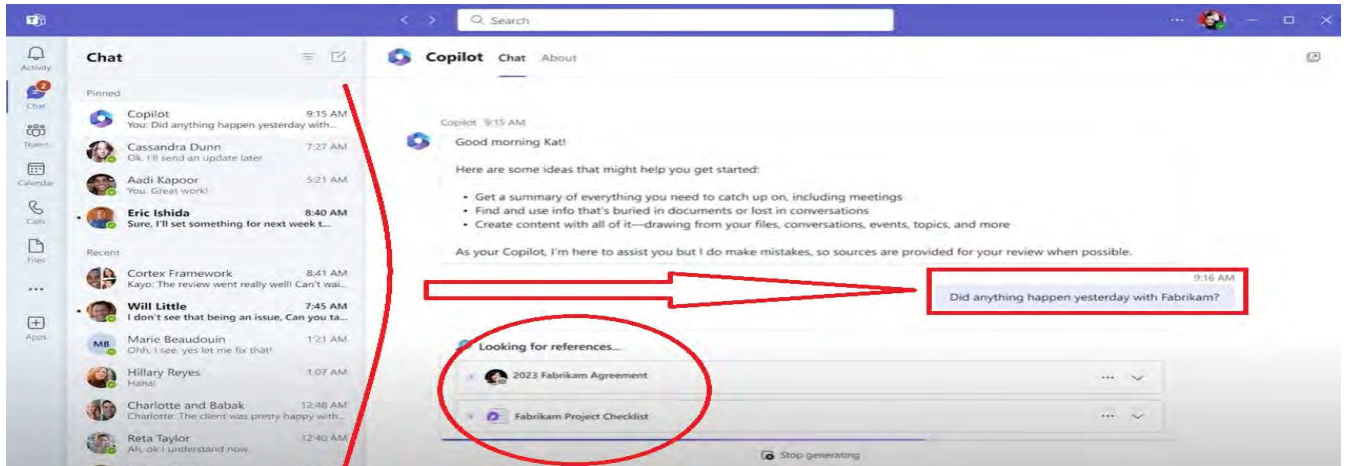 Search
Activity
Chat
Teams
Calendar
Calls
Files
Apps
Chat
Pinned
Copilot 9:15 AM
You: Did anything happen yesterday with...
Cassandra Dunn 7:27 AM
Ok. I'll send an update later
Aadi Kapoor 5:21 AM
You: Great work!
Eric Ishida 8:40 AM
Sure, I'll set something for next week t...
Recent
Cortex Framework 8:41 AM
Kayo: The review went really well! Can't wai...
Will Little 7:45 AM
I don't see that being an issue, Can you ta...
MB
Marie Beaudouin 1:21 AM
Ohh, I see, yes let me fix that!
Hillary Reyes 1:07 AM
Haha!
Charlotte and Babak 12:48 AM
Charlotte: The client was pretty happy with...
Reta Taylor 12:40 AM
Ah, ok I understand now.
Copilot Chat About
Copilot 9:15 AM
Good morning Kat!
Here are some ideas that might help you get started:
• Get a summary of everything you need to catch up on, including meetings
• Find and use info that's buried in documents or lost in conversations
• Create content with all of it—drawing from your files, conversations, events, topics, and more
As your Copilot, I'm here to assist you but I do make mistakes, so sources are provided for your review when possible.
9:16 AM
Did anything happen yesterday with Fabrikam?
Looking for references...
2023 Fabrikam Agreement
Fabrikam Project Checklist
Stop generating